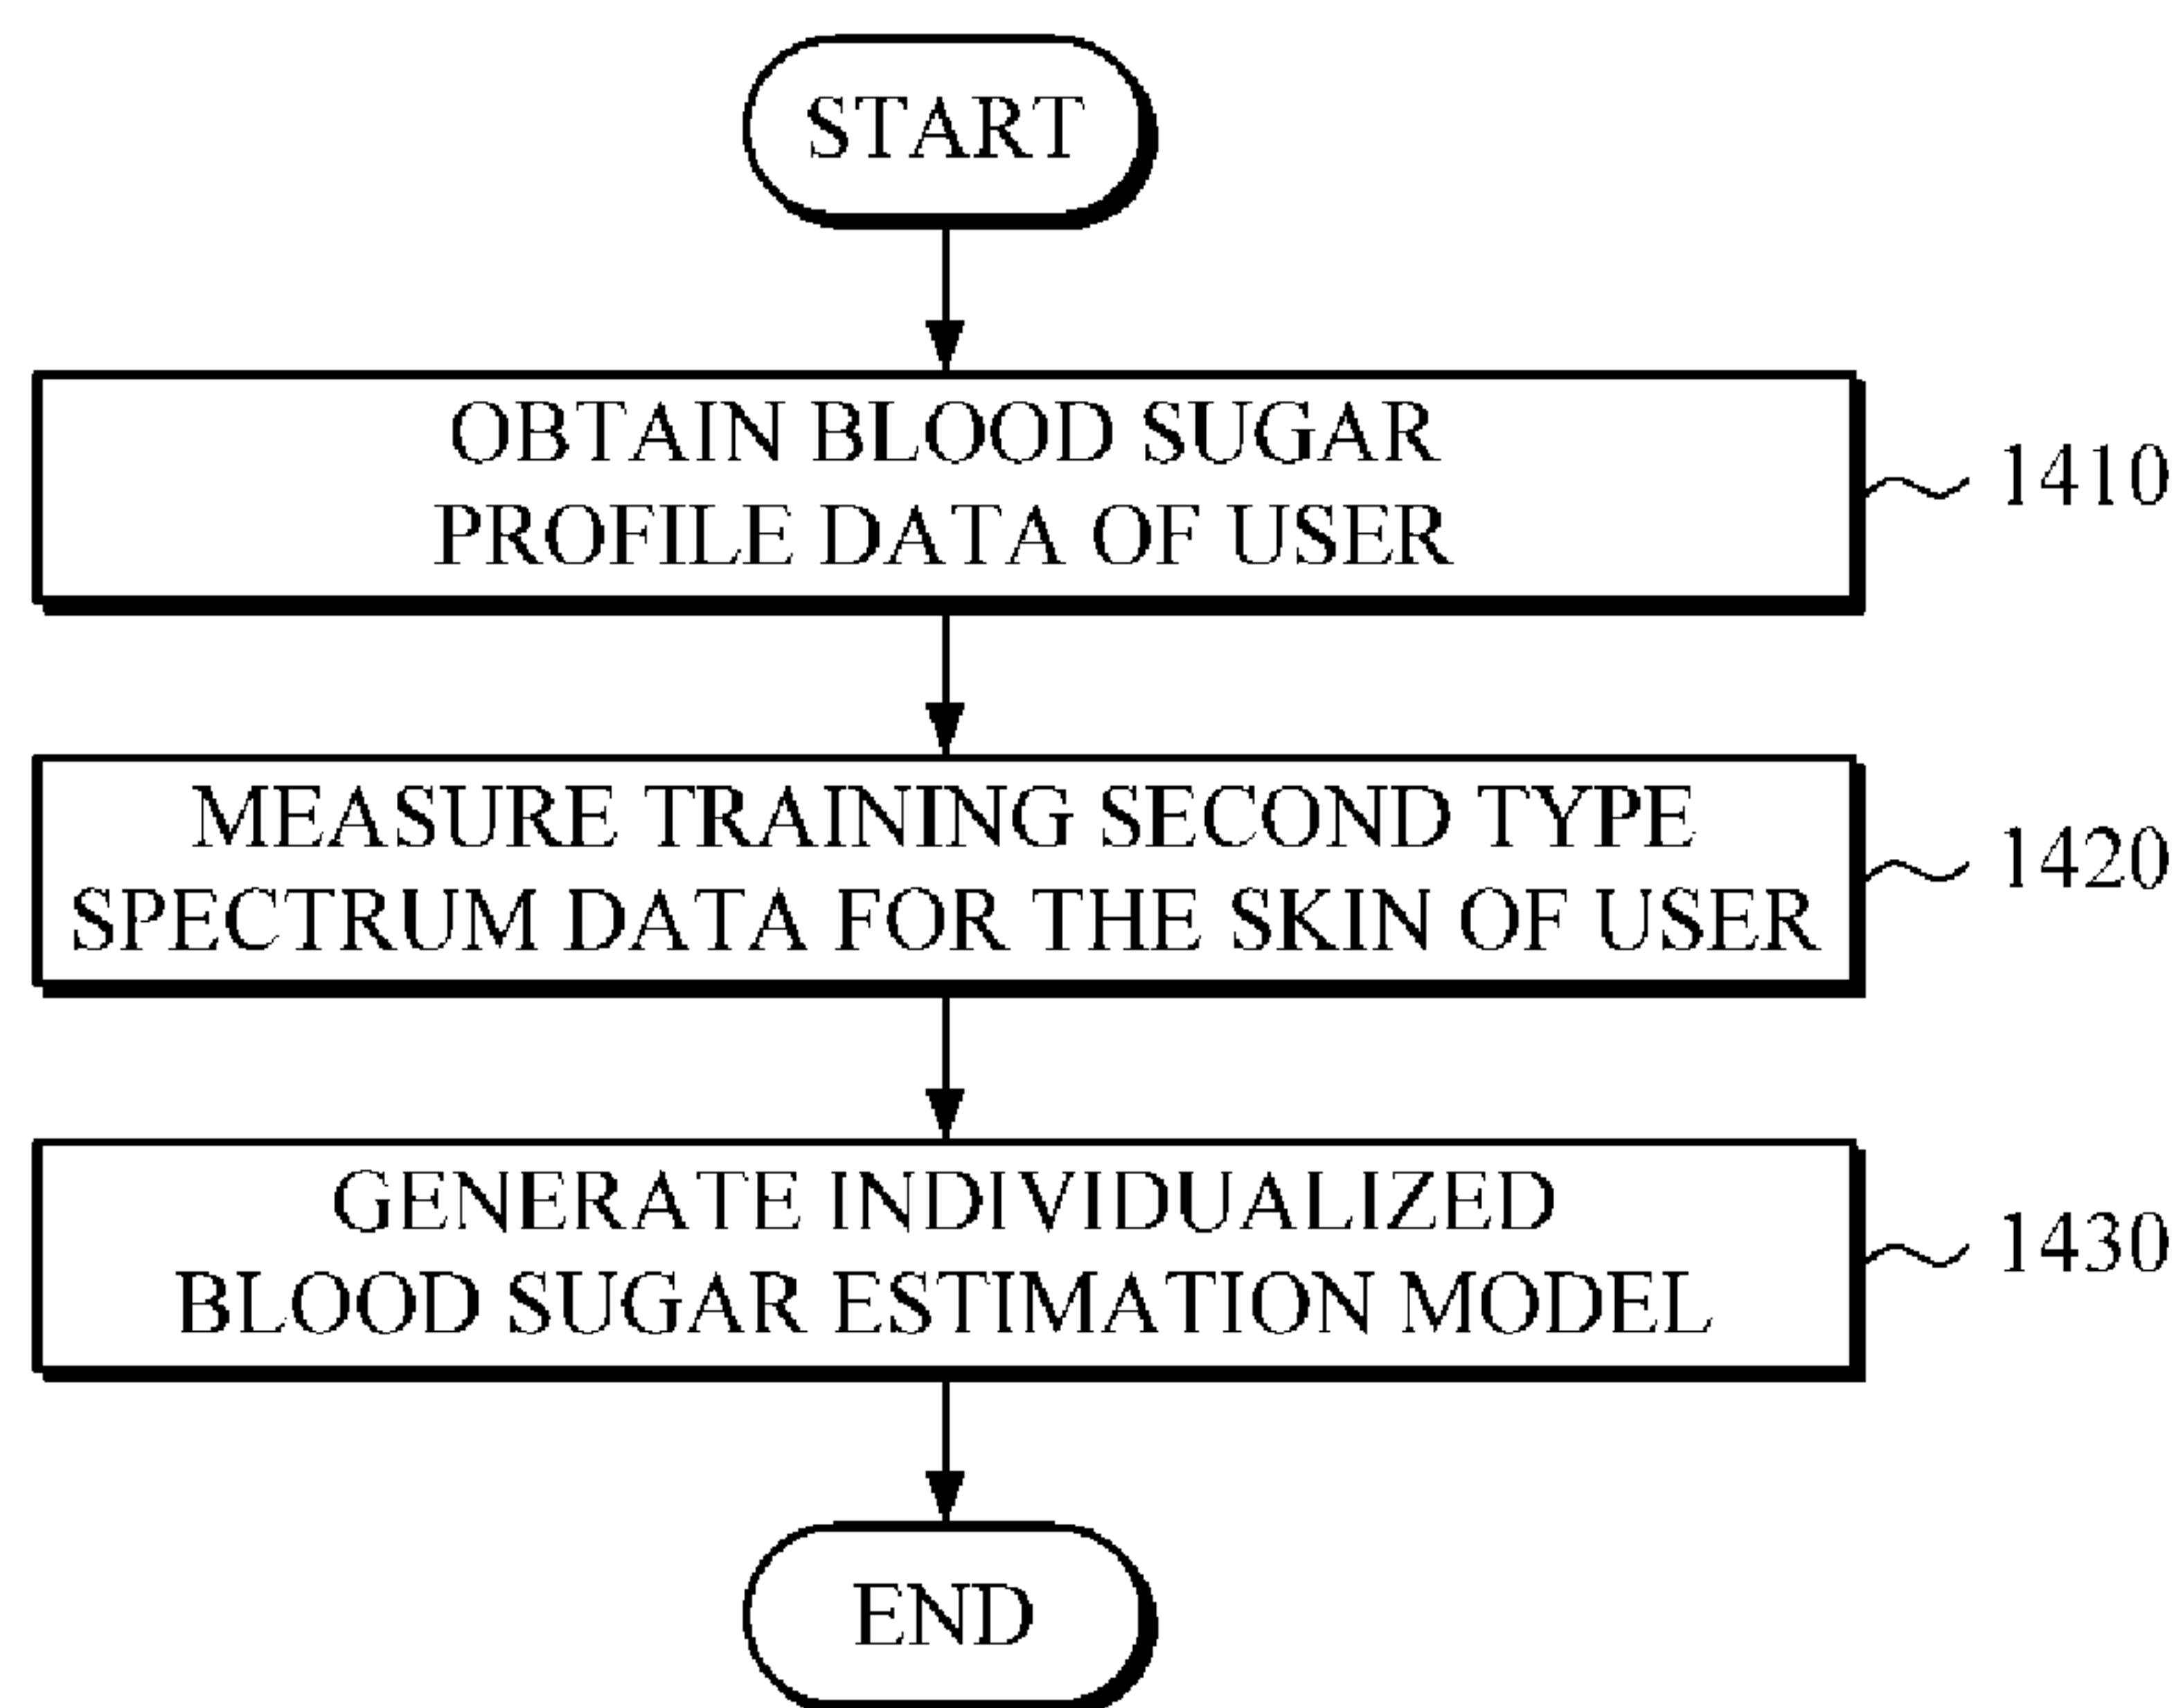 START
OBTAIN BLOOD SUGAR
PROFILE DATA OF USER
1410
MEASURE TRAINING SECOND TYPE
SPECTRUM DATA FOR THE SKIN OF USER
1420
GENERATE INDIVIDUALIZED
BLOOD SUGAR ESTIMATION MODEL
1430
END